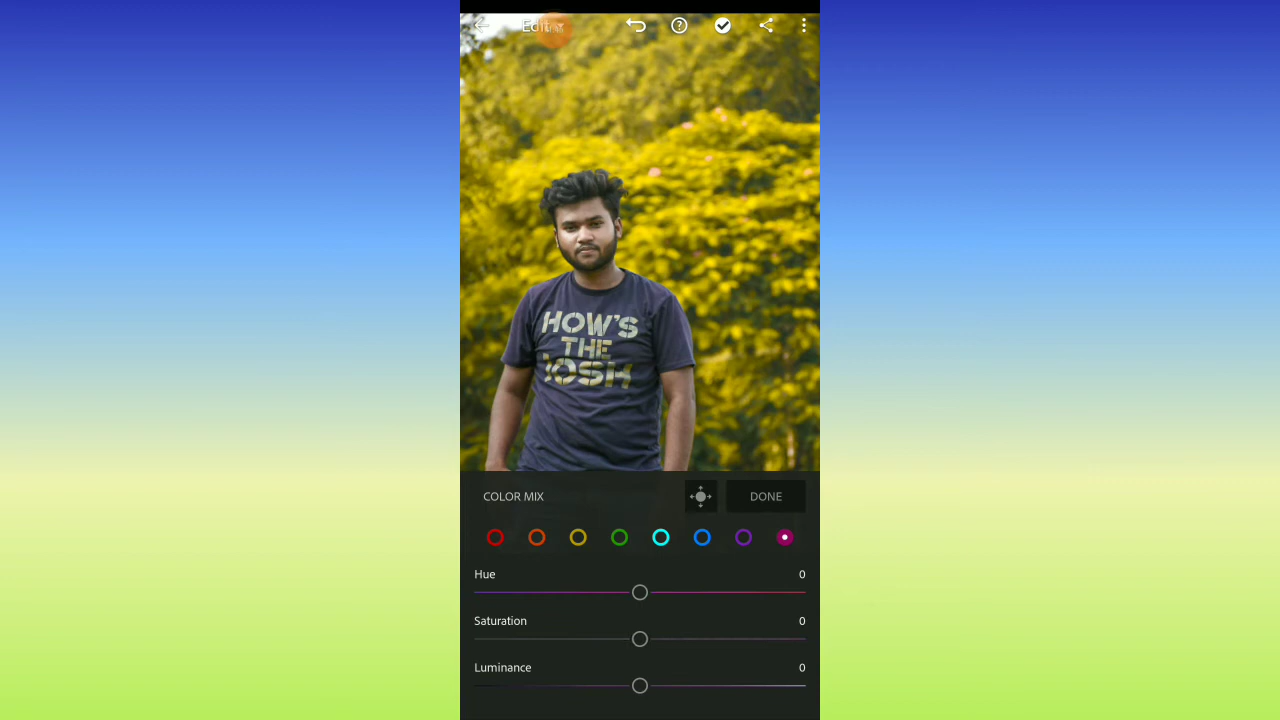 Edit
HOW'S
THE
JOSH
COLOR MIX
DONE
Hue 0
Saturation 0
Luminance 0